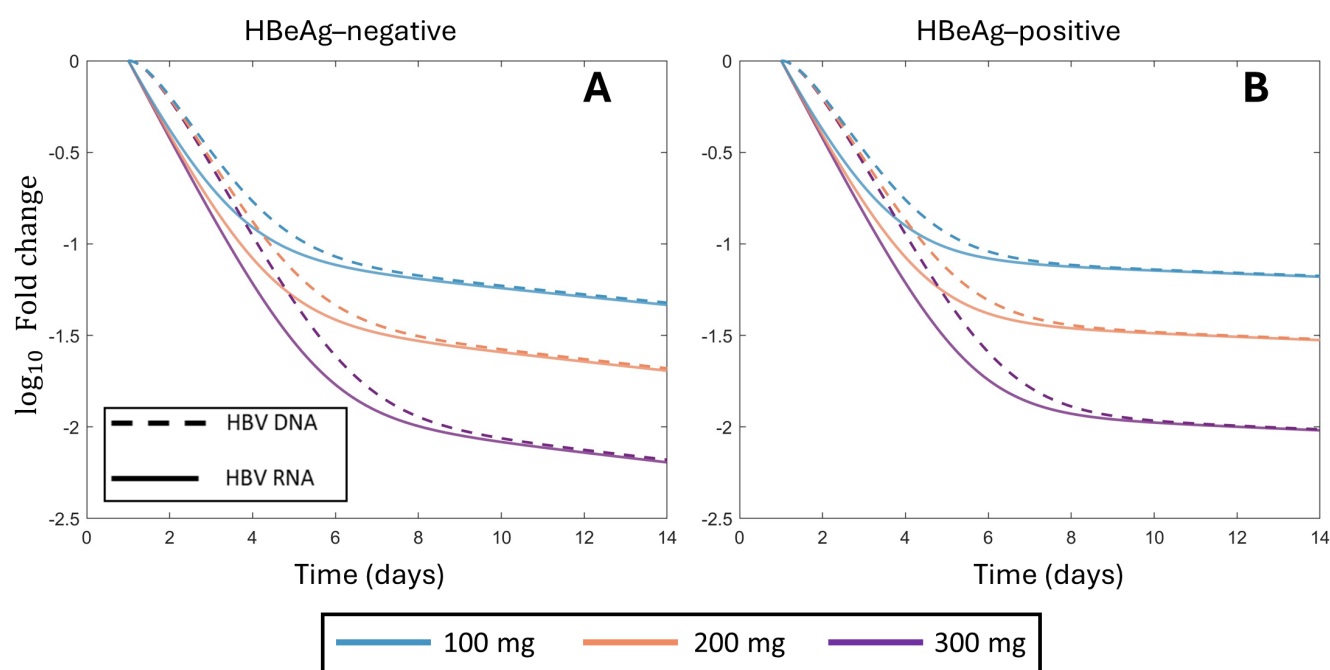 HBeAg–negative
HBeAg–positive
A
B
log10 Fold change
-0
-0.5
-1
-1.5
-2
-2.5
HBV DNA
HBV RNA
0 2 4 6 8 10 12 14
Time (days)
0
-0.5
-1
-1.5
-2
-2.5
0 2 4 6 8 10 12 14
Time (days)
100 mg 200 mg 300 mg